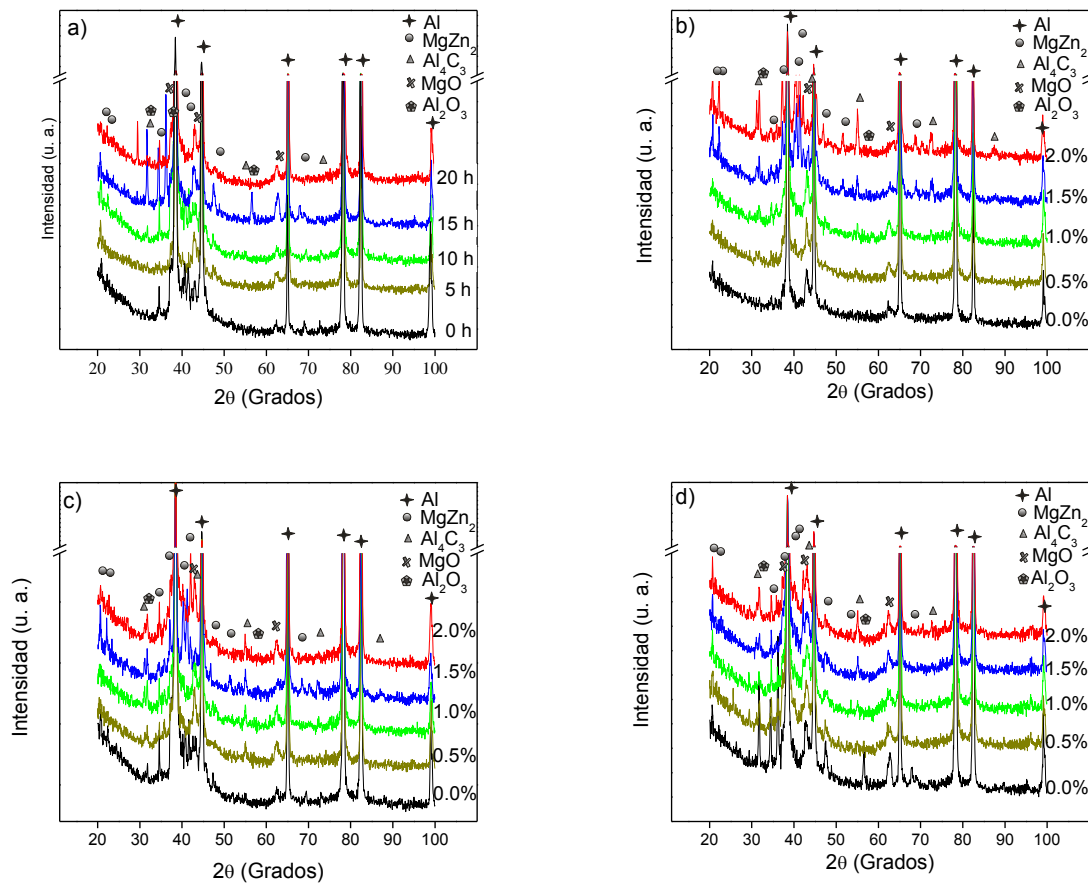 a)
Al
MgZn2
Al4C3
MgO
Al2O3
Intensidad (u. a.)
20 h
15 h
10 h
5 h
0 h
20 30 40 50 60 70 80 90 100
2θ (Grados)
b)
Al
MgZn2
Al4C3
MgO
Al2O3
Intensidad (u. a.)
2.0%
1.5%
1.0%
0.5%
0.0%
20 30 40 50 60 70 80 90 100
2θ (Grados)
c)
Al
MgZn2
Al4C3
MgO
Al2O3
Intensidad (u. a.)
2.0%
1.5%
1.0%
0.5%
0.0%
20 30 40 50 60 70 80 90 100
2θ (Grados)
d)
Al
MgZn2
Al4C3
MgO
Al2O3
Intensidad (u. a.)
2.0%
1.5%
1.0%
0.5%
0.0%
20 30 40 50 60 70 80 90 100
2θ (Grados)